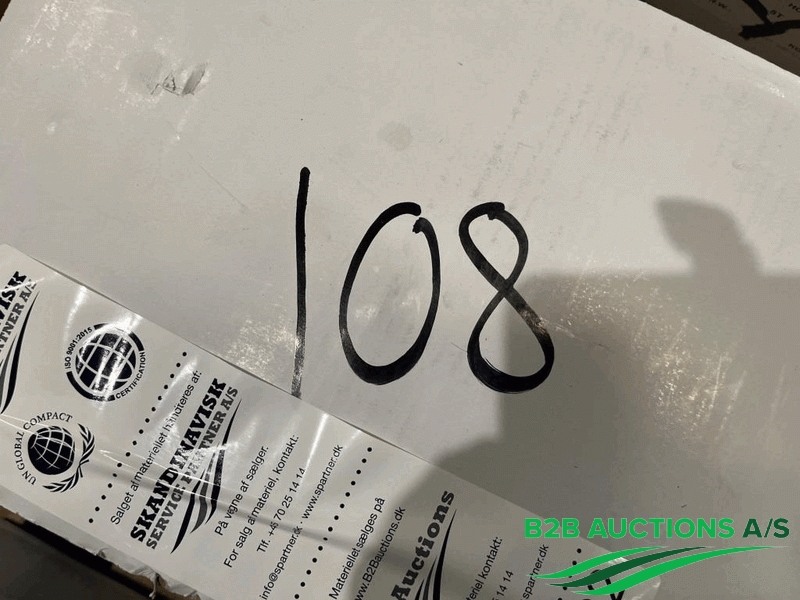 108
ISO 9001:2015
CERTIFICATION
UN GLOBAL COMPACT
Salget af materiellet håndteres af:
SKANDINAVISK
SERVICE PARTNER A/S
På vegne af sælger.
For salg af materiel, kontakt:
Tlf. +45 70 25 14 14
info@spartner.dk - www.spartner.dk
Materiellet sælges på
www.B2Bauctions.dk
Auctions
kontakt:
14 14
spartner.dk
B2B AUCTIONS A/S